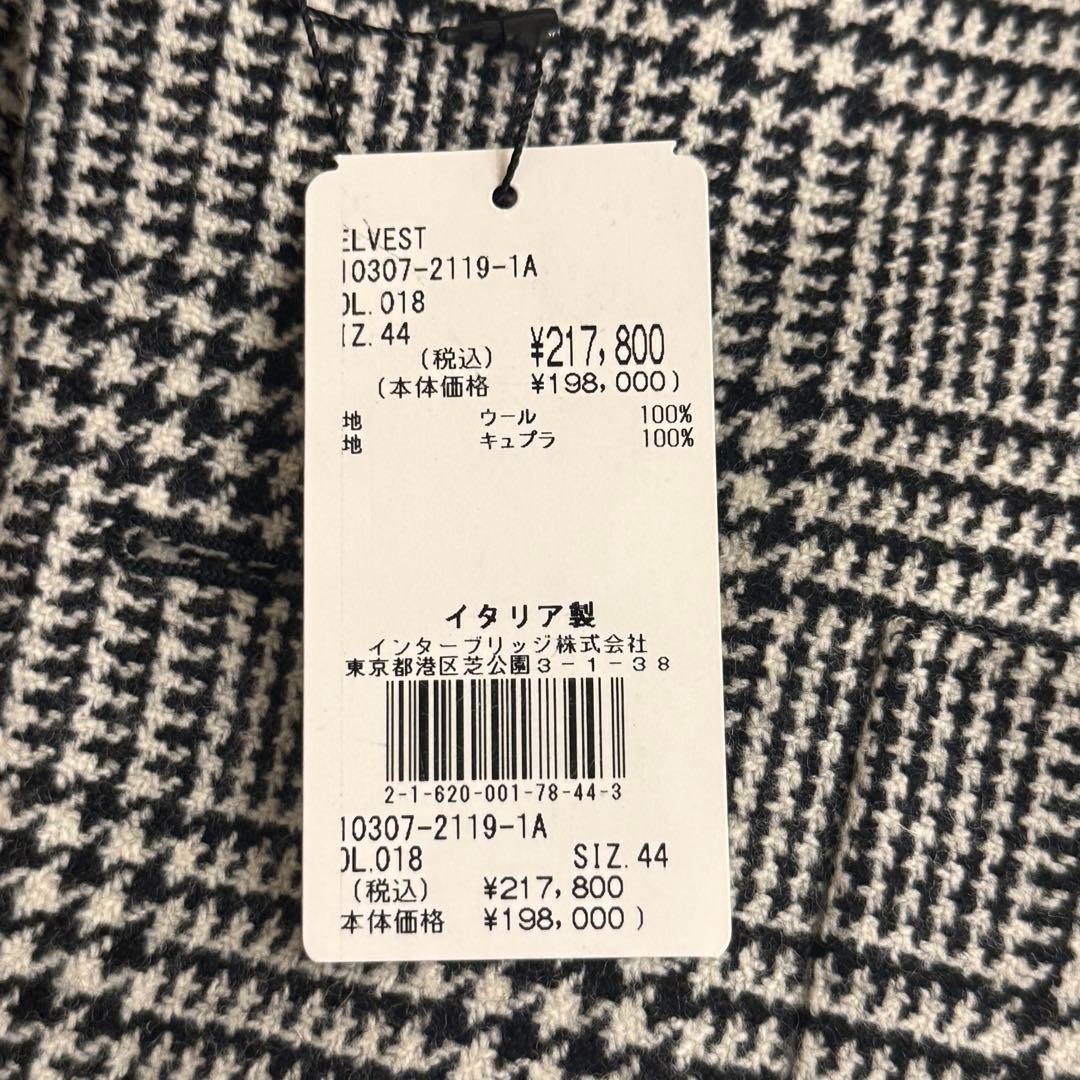 ELVEST
10307-2119-1A
OL.018
IZ.44
(税込) ¥217,800
(本体価格 ¥198,000)
地 ウール 100%
地 キュプラ 100%
イタリア製
インターブリッジ株式会社
東京都港区芝公園3-1-38
2-1-620-001-78-44-3
10307-2119-1A
OL.018 SIZ.44
(税込) ¥217,800
本体価格 ¥198,000)